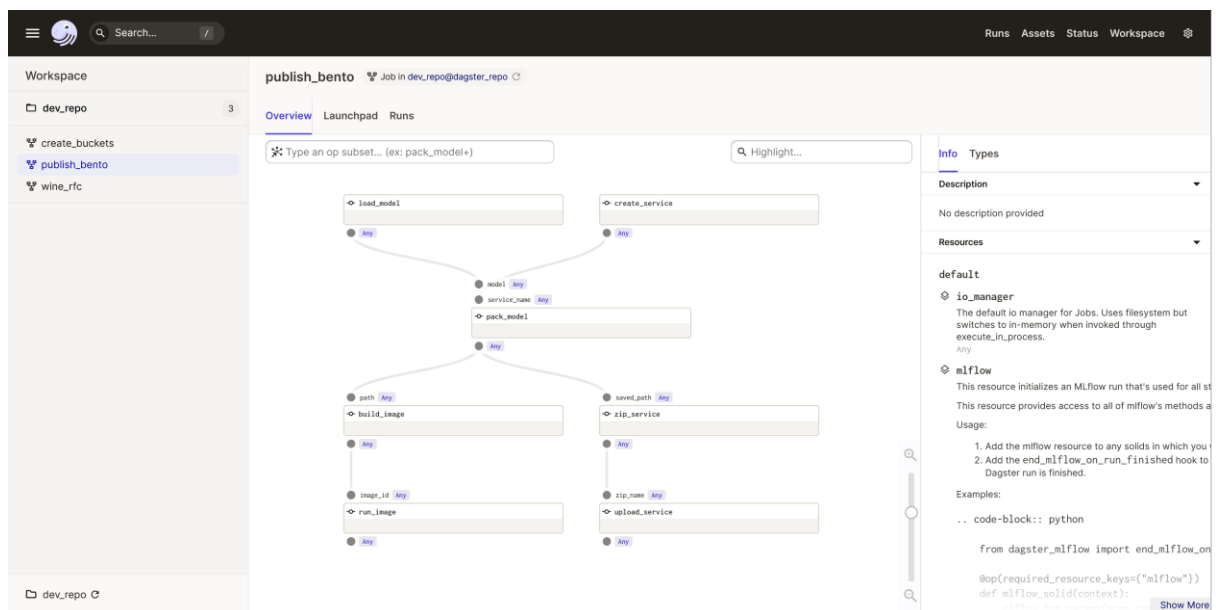 Search...
/
Runs Assets Status Workspace
Workspace
dev_repo 3
create_buckets
publish_bento
wine_rfc
dev_repo
publish_bento Job in dev_repo@dagster_repo
Overview Launchpad Runs
Type an op subset... (ex: pack_model+)
Highlight...
load_model
Any
create_service
Any
model Any
service_name Any
pack_model
Any
path Any
build_image
Any
saved_path Any
zip_service
Any
image_id Any
run_image
Any
zip_name Any
upload_service
Any
Info Types
Description
No description provided
Resources
default
io_manager
The default io manager for Jobs. Uses filesystem but
switches to in-memory when invoked through
execute_in_process.
Any
mlflow
This resource initializes an MLflow run that's used for all st
This resource provides access to all of mlflow's methods a
Usage:
1. Add the mlflow resource to any solids in which you
2. Add the end_mlflow_on_run_finished hook to
Dagster run is finished.
Examples:
.. code-block:: python
from dagster_mlflow import end_mlflow_on
@op(required_resource_keys={"mlflow"})
def mlflow_solid(context):
Show More